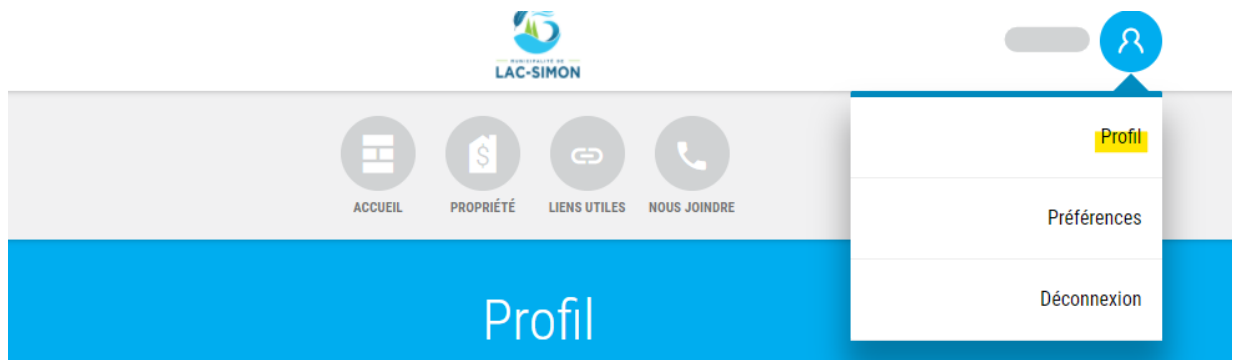 MUNICIPALITÉ DE
LAC-SIMON
Profil
Préférences
Déconnexion
ACCUEIL
PROPRIÉTÉ
LIENS UTILES
NOUS JOINDRE
Profil